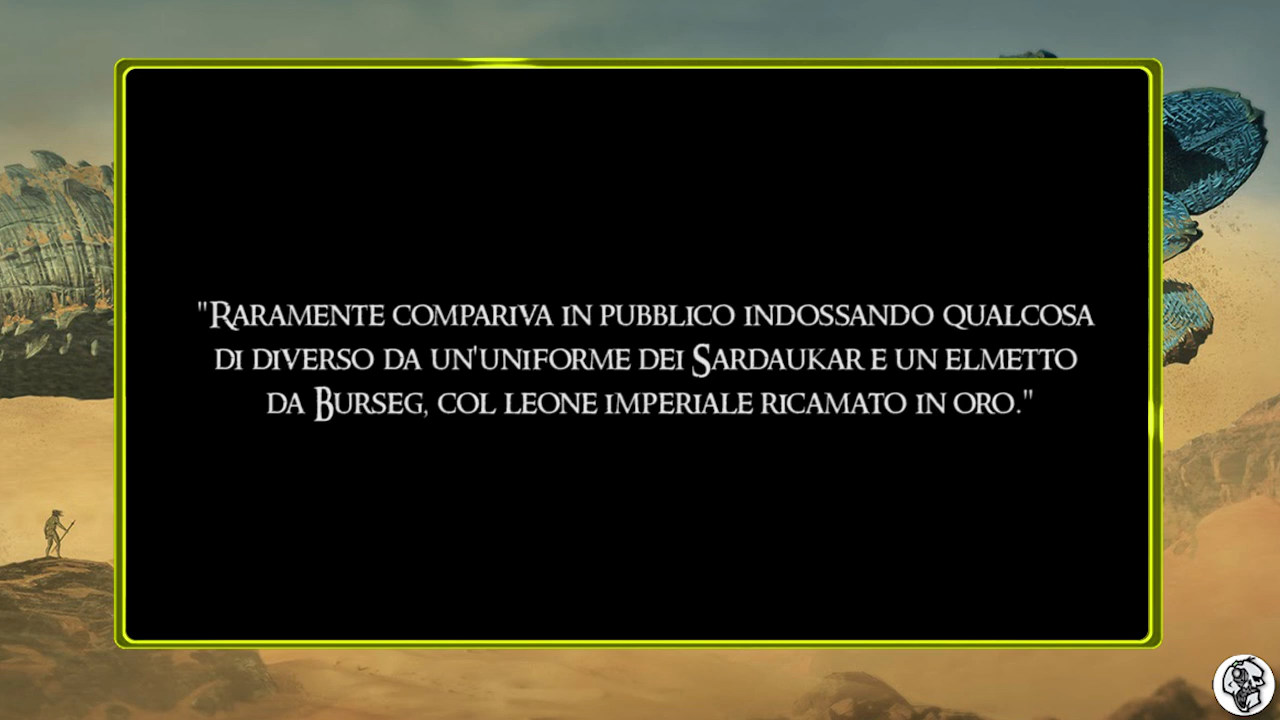 "Raramente compariva in pubblico indossando qualcosa
di diverso da un'uniforme dei Sardaukar e un elmetto
da Burseg, col leone imperiale ricamato in oro."